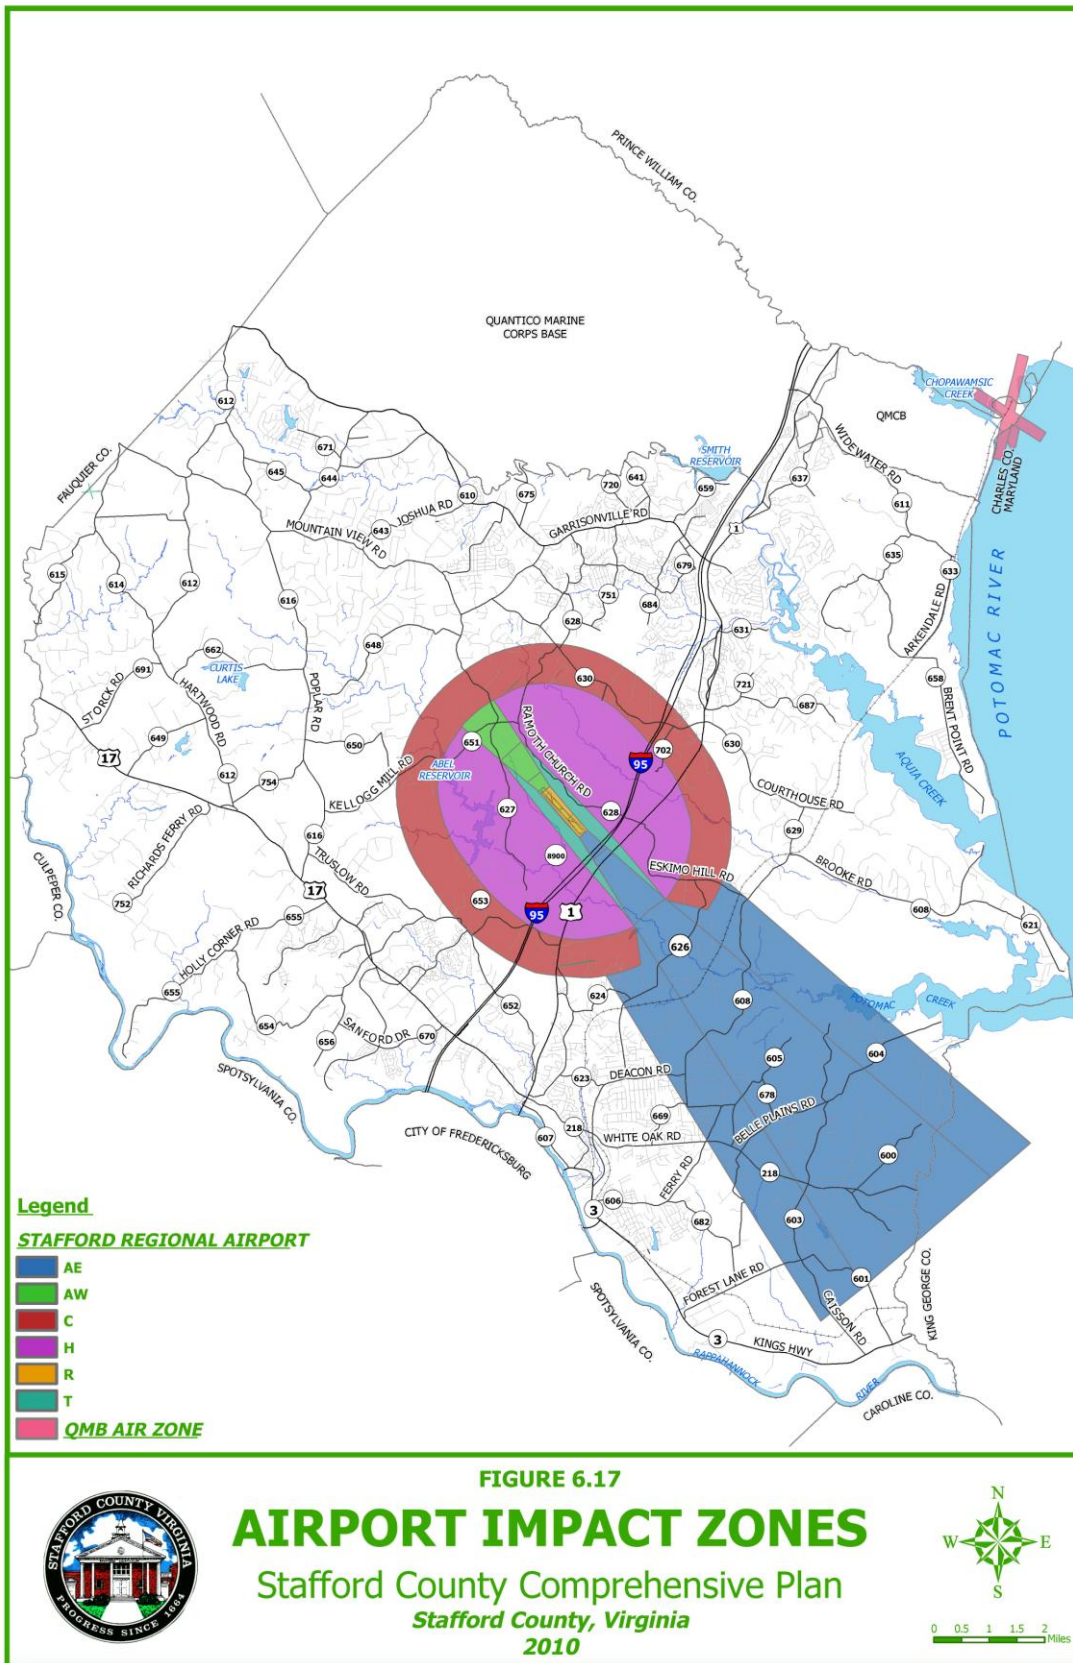 PRINCE WILLIAM CO.
QUANTICO MARINE
CORPS BASE
CHOPAWAMSIC
CREEK
QMCB
612
WIDEWATER RD
SMITH
RESERVOIR
CHARLES CO.
MARYLAND
FAUQUIER CO.
671
645
644
610
675
720
641
659
637
611
JOSHUA RD
643
GARRISONVILLE RD
MOUNTAIN VIEW RD
1
635
633
615
614
612
616
679
751
684
628
631
ARKENDALE RD
POTOMAC RIVER
648
662
691
CURTIS
LAKE
STORCK RD
HARTWOOD RD
POPLAR RD
630
721
687
658
BRENT POINT RD
RAMOTH CHURCH RD
649
17
650
651
702
95
630
AQUIA CREEK
612
754
KELLOGG MILL RD
ABEL
RESERVOIR
627
628
COURTHOUSE RD
RICHARDS FERRY RD
616
TRUSLOW RD
8900
629
ESKIMO HILL RD
BROOKE RD
CULPEPER CO.
17
752
653
95
1
608
621
655
HOLLY CORNER RD
626
655
624
608
POTOMAC
CREEK
652
654
SANFORD DR
656
670
605
604
DEACON RD
623
678
SPOTSYLVANIA CO.
669
BELLE PLAINS RD
CITY OF FREDERICKSBURG
607
218
WHITE OAK RD
600
218
FERRY RD
606
3
682
603
FOREST LANE RD
601
CAISSON RD
KING GEORGE CO.
SPOTSYLVANIA CO.
3
KINGS HWY
RAPPAHANNOCK
RIVER
CAROLINE CO.
Legend
STAFFORD REGIONAL AIRPORT
AE
AW
C
H
R
T
QMB AIR ZONE
FIGURE 6.17
AIRPORT IMPACT ZONES
Stafford County Comprehensive Plan
Stafford County, Virginia
2010
STAFFORD COUNTY VIRGINIA
PROGRESS SINCE 1664
N
W E
S
0 0.5 1 1.5 2
Miles